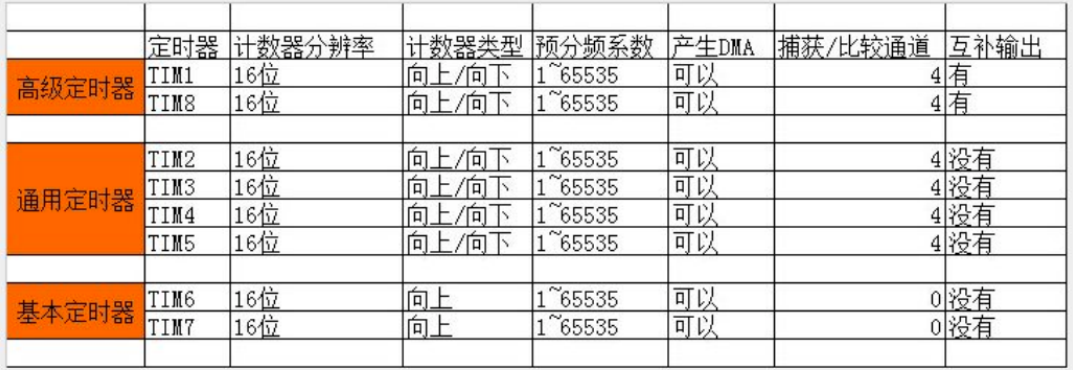 定时器 计数器分辨率 计数器类型 预分频系数 产生DMA 捕获/比较通道 互补输出
高级定时器
TIM1 16位 向上/向下 1~65535 可以 4 有
TIM8 16位 向上/向下 1~65535 可以 4 有
通用定时器
TIM2 16位 向上/向下 1~65535 可以 4 没有
TIM3 16位 向上/向下 1~65535 可以 4 没有
TIM4 16位 向上/向下 1~65535 可以 4 没有
TIM5 16位 向上/向下 1~65535 可以 4 没有
基本定时器
TIM6 16位 向上 1~65535 可以 0 没有
TIM7 16位 向上 1~65535 可以 0 没有